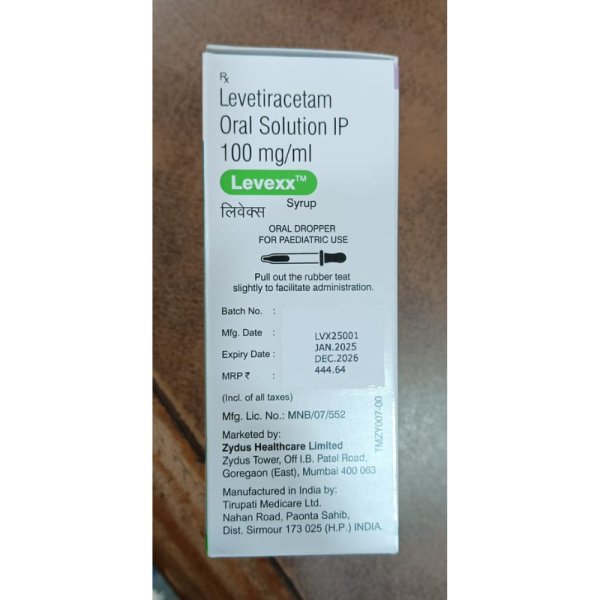 Rx
Levetiracetam
Oral Solution IP
100 mg/ml
Levexx™
लिवेक्स Syrup
ORAL DROPPER
FOR PAEDIATRIC USE
Pull out the rubber teat
slightly to facilitate administration.
Batch No. : LVX25001
Mfg. Date : JAN.2025
Expiry Date : DEC.2026
MRP ₹ : 444.64
(Incl. of all taxes)
Mfg. Lic. No.: MNB/07/552
Marketed by:
Zydus Healthcare Limited
Zydus Tower, Off I.B. Patel Road,
Goregaon (East), Mumbai 400 063
Manufactured in India by:
Tirupati Medicare Ltd.
Nahan Road, Paonta Sahib,
Dist. Sirmour 173 025 (H.P.) INDIA.
TMZY007-00